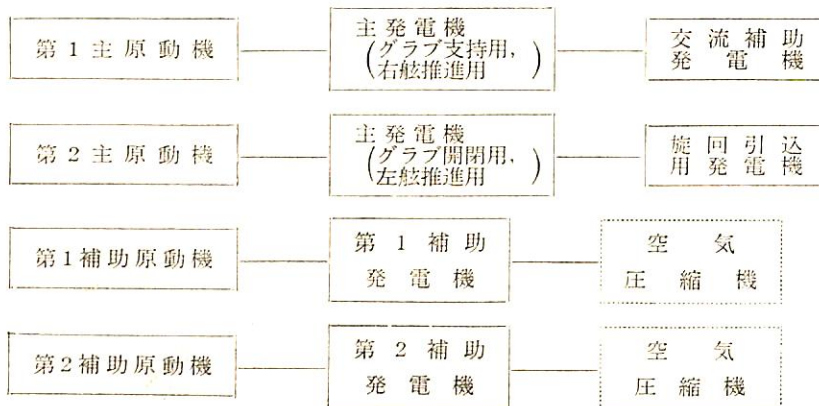 第1主原動機
主発電機
(グラブ支持用,
右舷推進用)
交流補助
発電機
第2主原動機
主発電機
(グラブ開閉用,
左舷推進用)
旋回引込
用発電機
第1補助原動機
第1補助
発電機
空気
圧縮機
第2補助原動機
第2補助
発電機
空気
圧縮機